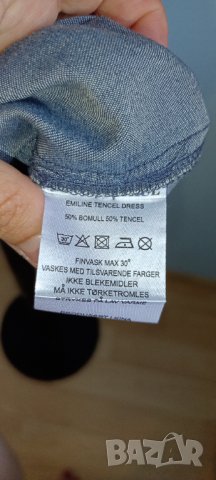 EMILINE TENCEL DRESS
50% BOMULL 50% TENCEL
30°
FINVASK MAX 30°
VASKES MED TILSVARENDE FARGER
IKKE BLEKEMIDLER
MÅ IKKE TØRKETROMLES
BAZAR